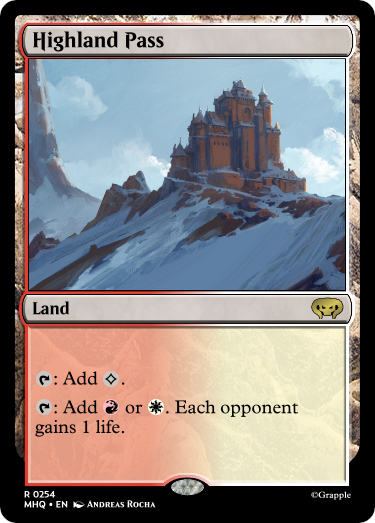 Highland Pass
Land
: Add .
: Add or . Each opponent
gains 1 life.
R 0254
MHQ • EN Andreas Rocha
©Grapple